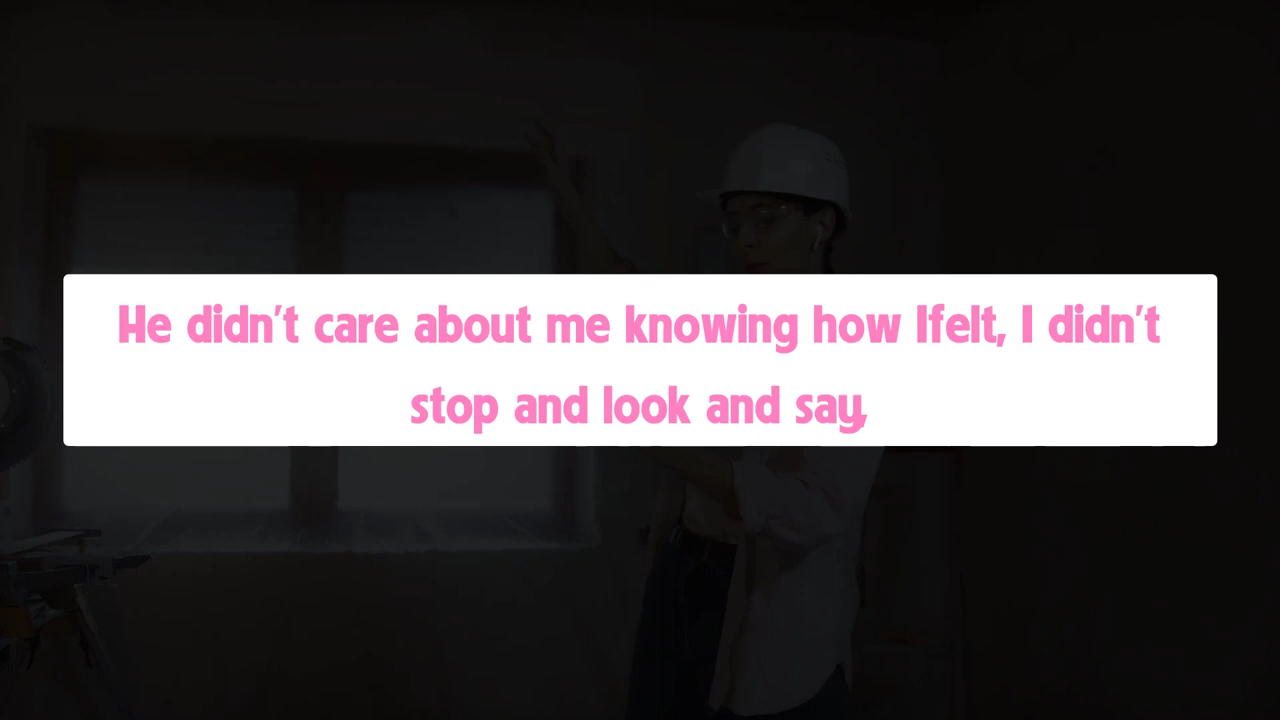 He didn't care about me knowing how Ifelt, I didn't
stop and look and say,